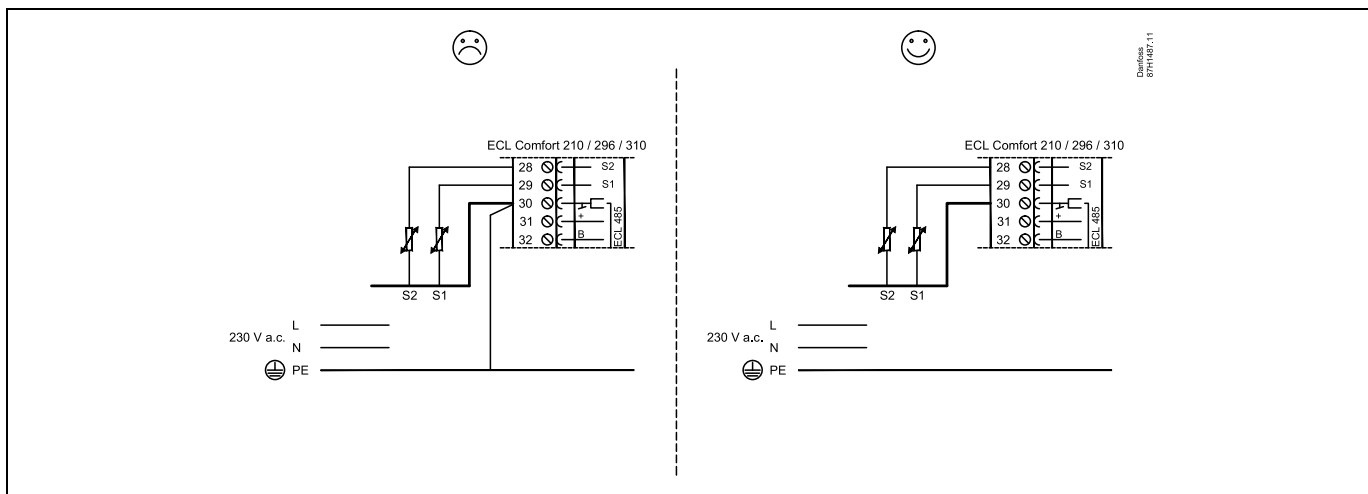 Danfoss
87H1487.11
ECL Comfort 210 / 296 / 310
28 S2
29 S1
30
31 +
32 B
ECL 485
S2 S1
L
230 V a.c.
N
PE
ECL Comfort 210 / 296 / 310
28 S2
29 S1
30
31 +
32 B
ECL 485
S2 S1
L
230 V a.c.
N
PE